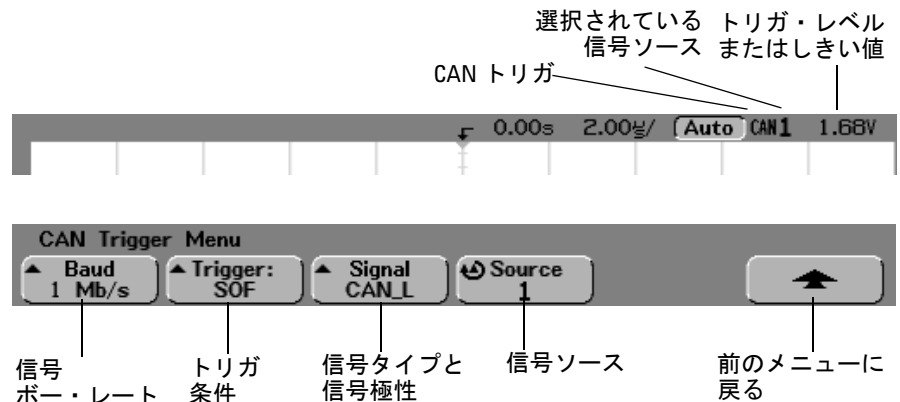 選択されている
信号ソース
トリガ・レベル
またはしきい値
CAN トリガ
0.00s 2.00㎲/ Auto CAN1 1.68V
CAN Trigger Menu
Baud
1 Mb/s
Trigger:
SOF
Signal
CAN_L
Source
1
信号
ボー・レート
トリガ
条件
信号タイプと
信号極性
信号ソース
前のメニューに
戻る